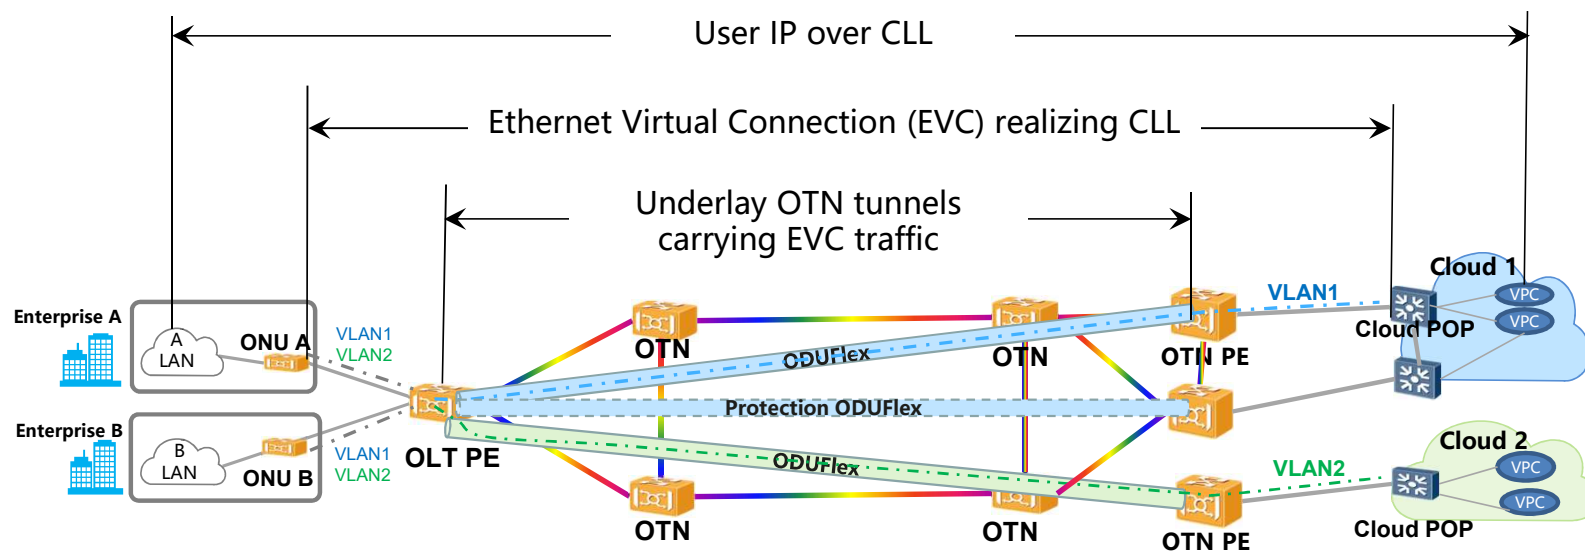 User IP over CLL
Ethernet Virtual Connection (EVC) realizing CLL
Underlay OTN tunnels
carrying EVC traffic
Enterprise A
A
LAN
ONU A
VLAN1
VLAN2
Enterprise B
B
LAN
ONU B
VLAN1
VLAN2
OLT PE
OTN
OTN
ODUFlex
Protection ODUFlex
ODUFlex
OTN
OTN
OTN PE
OTN PE
VLAN1
VLAN2
Cloud 1
VPC
VPC
Cloud POP
Cloud 2
VPC
VPC
Cloud POP